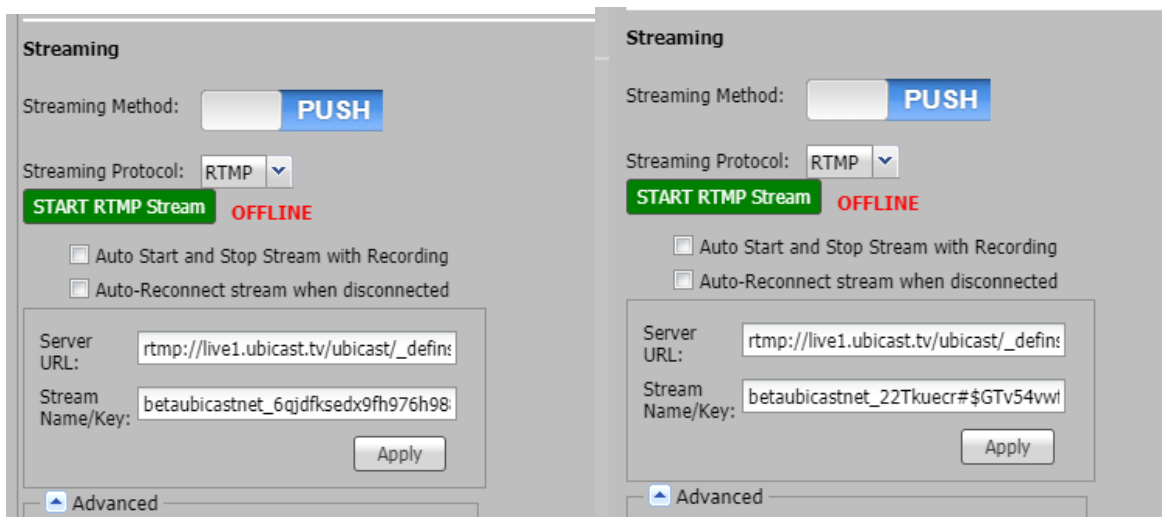 Streaming
Streaming Method: PUSH
Streaming Protocol: RTMP
START RTMP Stream OFFLINE
Auto Start and Stop Stream with Recording
Auto-Reconnect stream when disconnected
Server URL: rtmp://live1.ubicast.tv/ubicast/_defins
Stream Name/Key: betaubicastnet_6qjdfksedx9fh976h98
Apply
Advanced
Streaming
Streaming Method: PUSH
Streaming Protocol: RTMP
START RTMP Stream OFFLINE
Auto Start and Stop Stream with Recording
Auto-Reconnect stream when disconnected
Server URL: rtmp://live1.ubicast.tv/ubicast/_defins
Stream Name/Key: betaubicastnet_22Tkuecr#$GTv54vw
Apply
Advanced